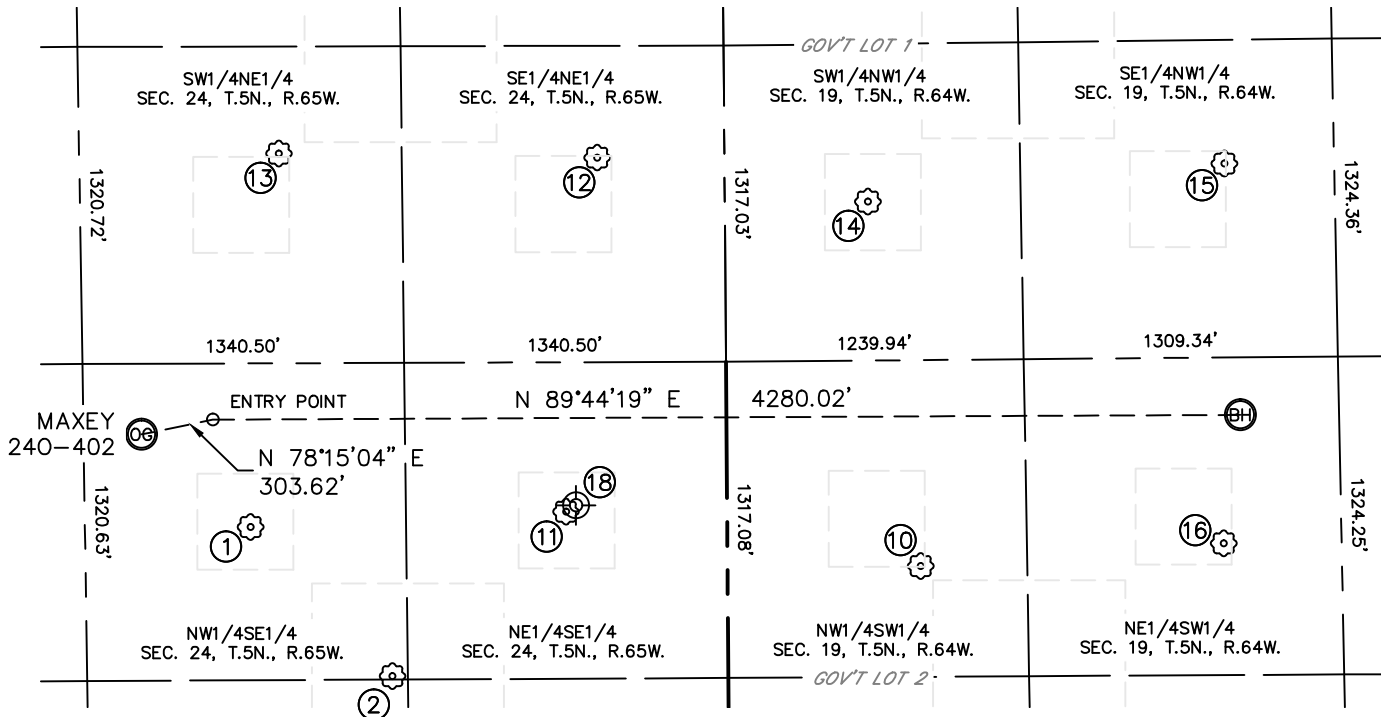 GOV'T LOT 1
SW1/4NE1/4
SEC. 24, T.5N., R.65W.
SE1/4NE1/4
SEC. 24, T.5N., R.65W.
SW1/4NW1/4
SEC. 19, T.5N., R.64W.
SE1/4NW1/4
SEC. 19, T.5N., R.64W.
13
12
14
15
1320.72'
1317.03'
1324.36'
1340.50'
1340.50'
1239.94'
1309.34'
MAXEY
240-402
OG
ENTRY POINT
N 89°44'19" E
4280.02'
BH
N 78°15'04" E
303.62'
1320.63'
1317.08'
1324.25'
1
11
18
10
16
NW1/4SE1/4
SEC. 24, T.5N., R.65W.
NE1/4SE1/4
SEC. 24, T.5N., R.65W.
NW1/4SW1/4
SEC. 19, T.5N., R.64W.
NE1/4SW1/4
SEC. 19, T.5N., R.64W.
GOV'T LOT 2
2